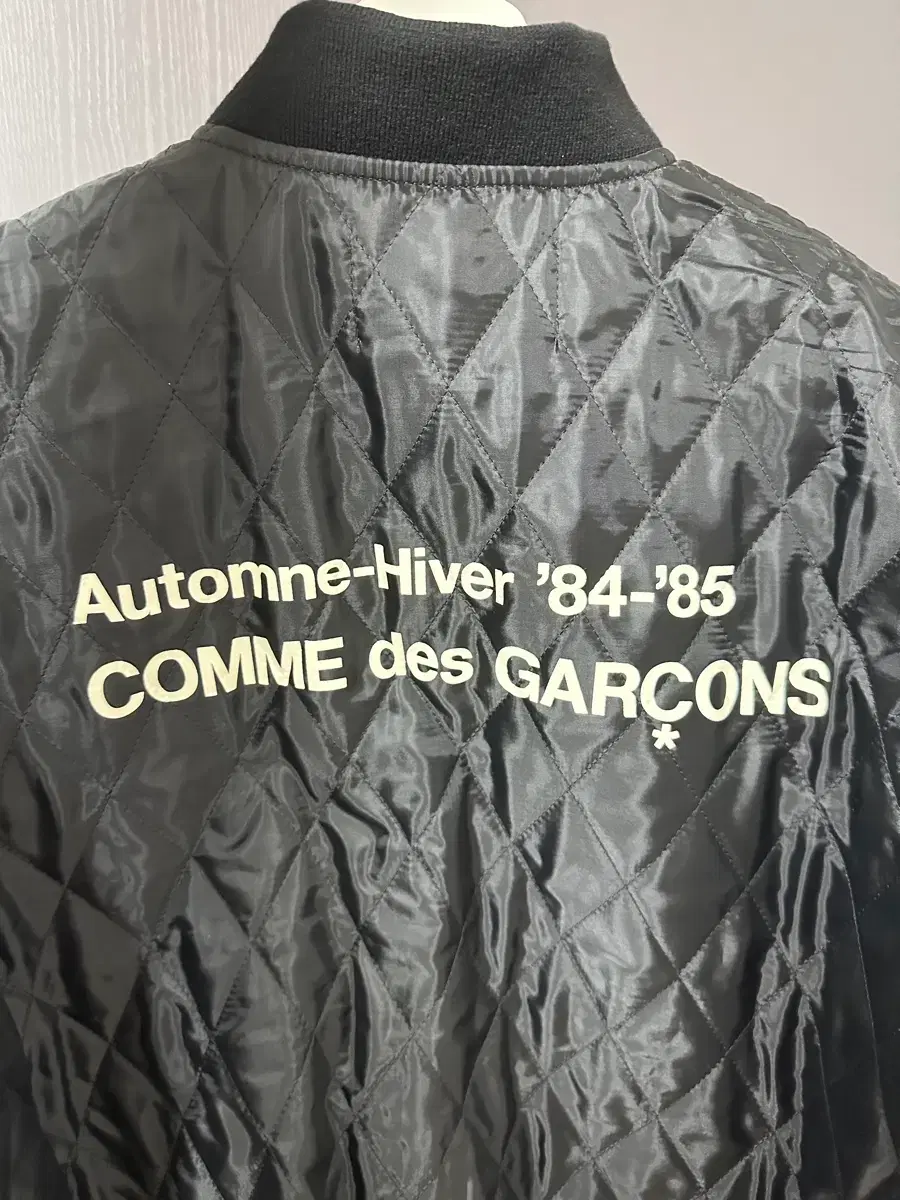 Automne-Hiver ’84-’85
COMME des GARÇONS
*